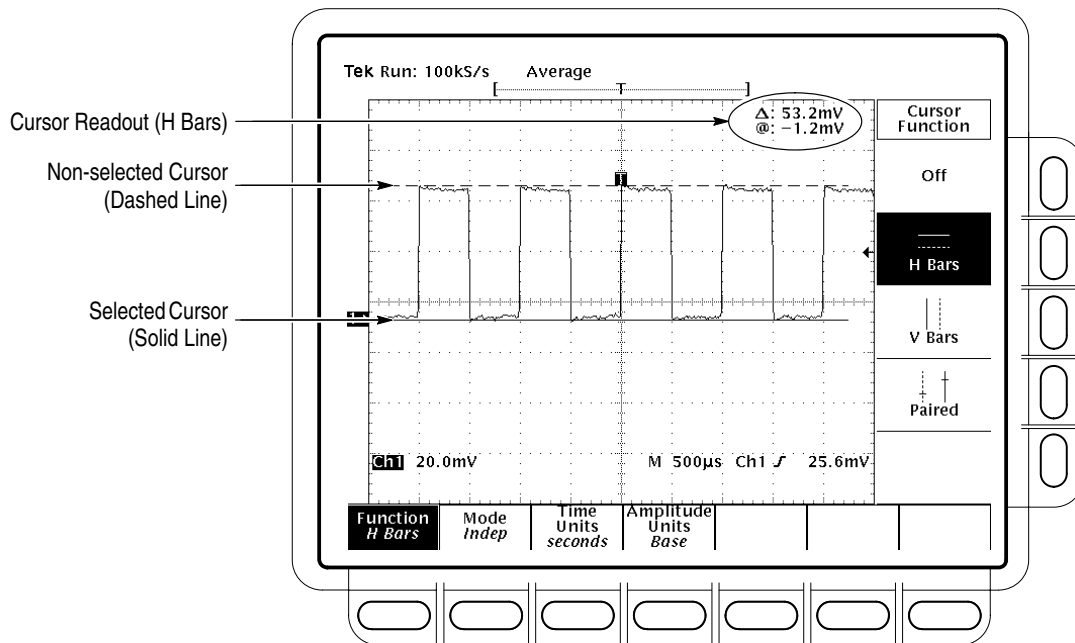 Tek Run: 100kS/s Average
[ T ]
Cursor Readout (H Bars)
Δ: 53.2mV
@: −1.2mV
Cursor
Function
Non-selected Cursor
(Dashed Line)
Off
H Bars
Selected Cursor
(Solid Line)
V Bars
Paired
Ch1 20.0mV M 500µs Ch1 25.6mV
Function
H Bars
Mode
Indep
Time
Units
seconds
Amplitude
Units
Base